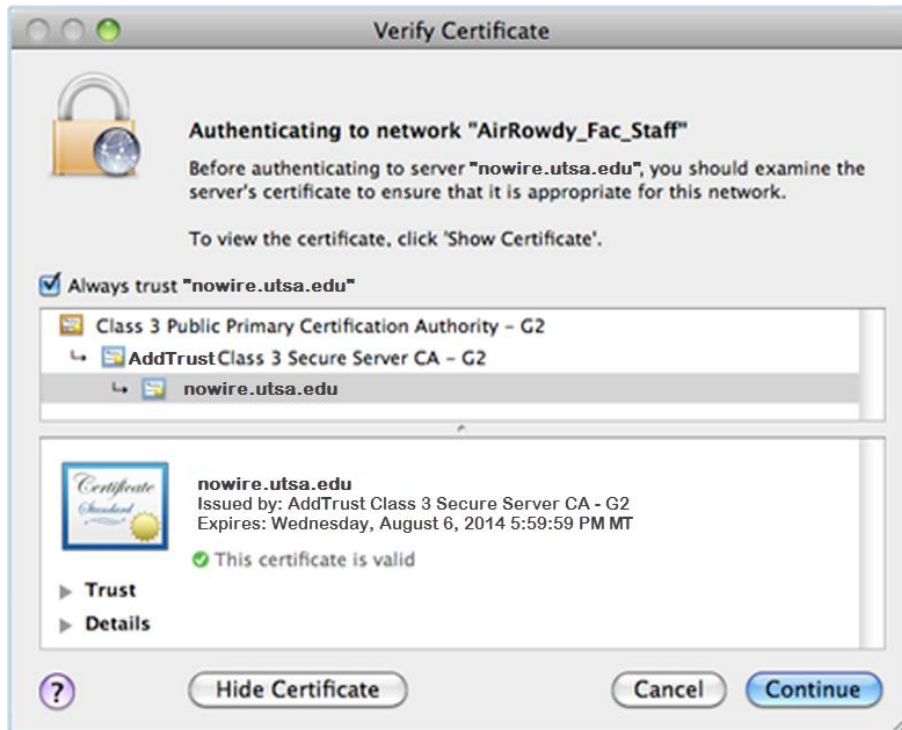 Verify Certificate
Authenticating to network "AirRowdy_Fac_Staff"
Before authenticating to server "nowire.utsa.edu", you should examine the
server's certificate to ensure that it is appropriate for this network.
To view the certificate, click 'Show Certificate'.
Always trust "nowire.utsa.edu"
Class 3 Public Primary Certification Authority – G2
AddTrust Class 3 Secure Server CA – G2
nowire.utsa.edu
Certificate
Standard
nowire.utsa.edu
Issued by: AddTrust Class 3 Secure Server CA - G2
Expires: Wednesday, August 6, 2014 5:59:59 PM MT
This certificate is valid
Trust
Details
?
Hide Certificate
Cancel
Continue